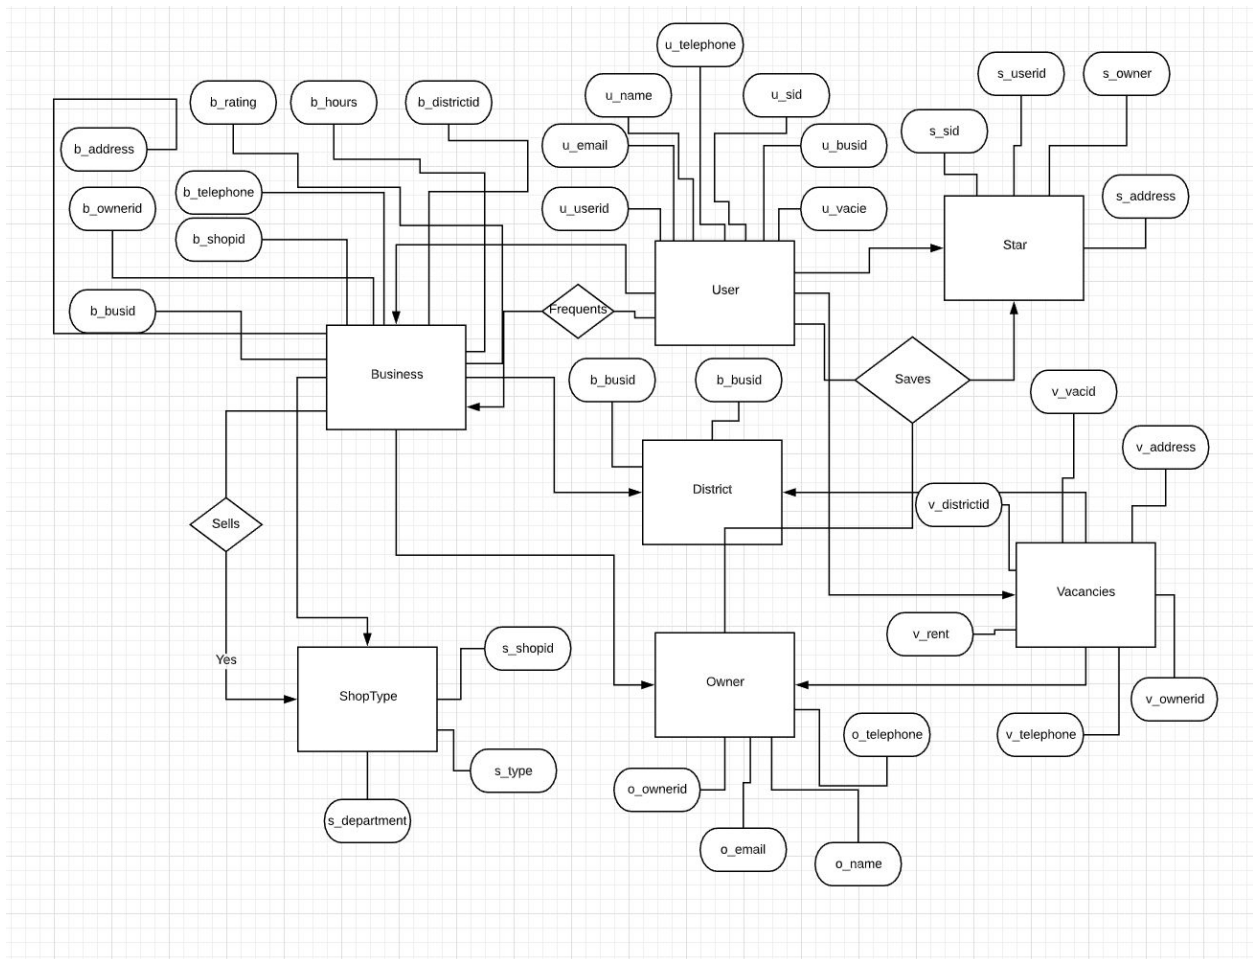 u_telephone
s_userid
s_owner
b_rating
b_hours
b_districtid
u_name
u_sid
s_sid
b_address
u_email
u_busid
b_telephone
s_address
b_ownerid
u_userid
u_vacie
b_shopid
Star
User
b_busid
Frequents
Business
b_busid
b_busid
Saves
v_vacid
v_address
District
v_districtid
Sells
Vacancies
v_rent
s_shopid
Yes
Owner
ShopType
v_ownerid
o_telephone
v_telephone
s_type
o_ownerid
s_department
o_email
o_name